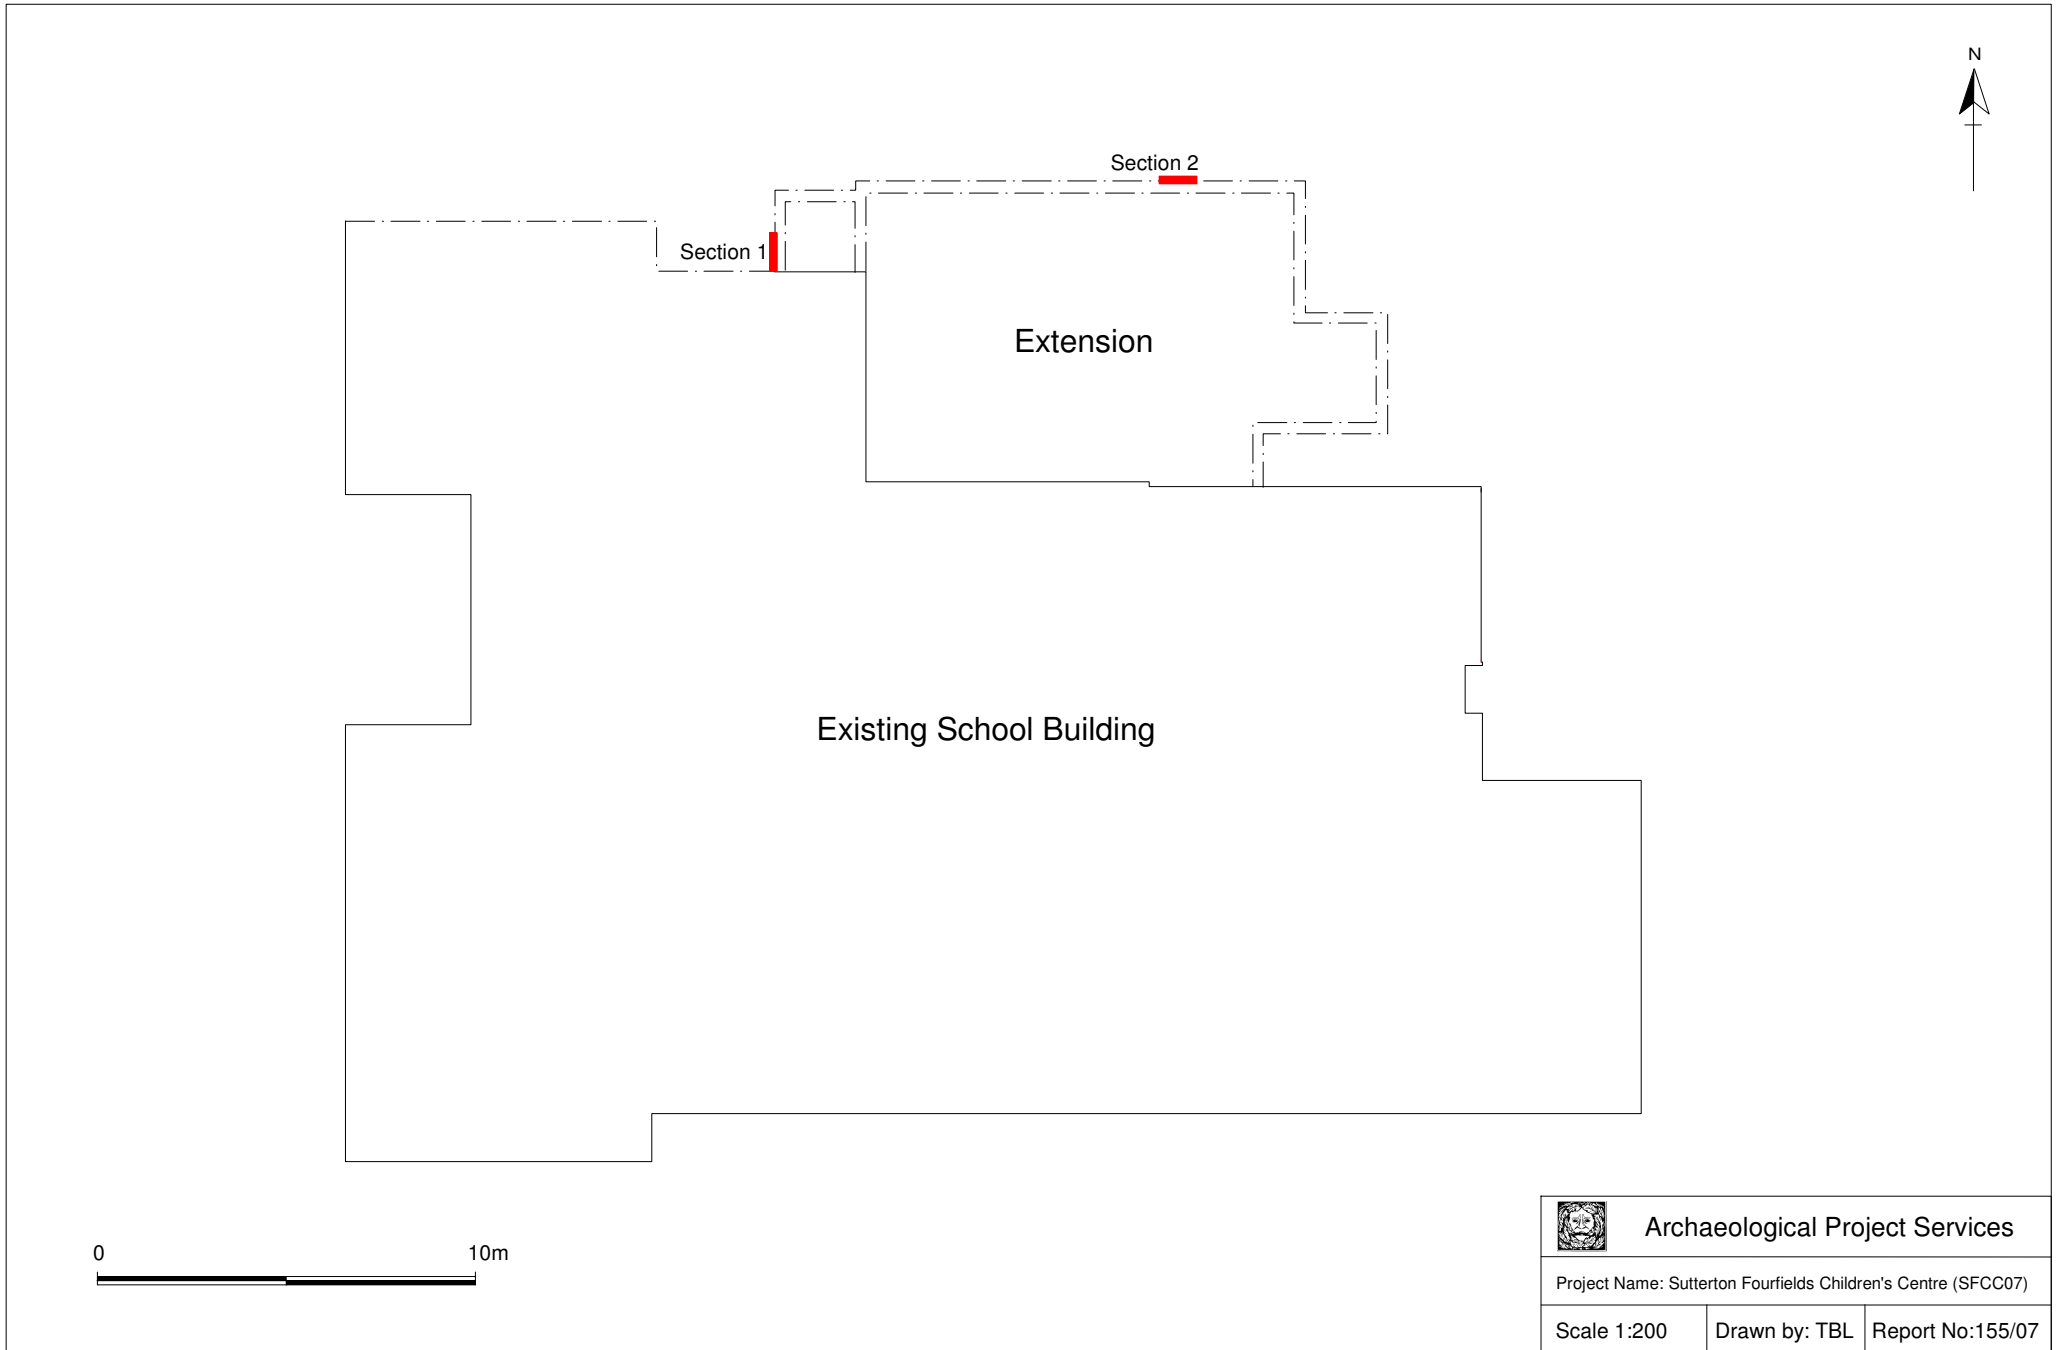 N
Section 2
Section 1
Extension
Existing School Building
0 10m
Archaeological Project Services
Project Name: Sutterton Fourfields Children's Centre (SFCC07)
Scale 1:200 Drawn by: TBL Report No:155/07